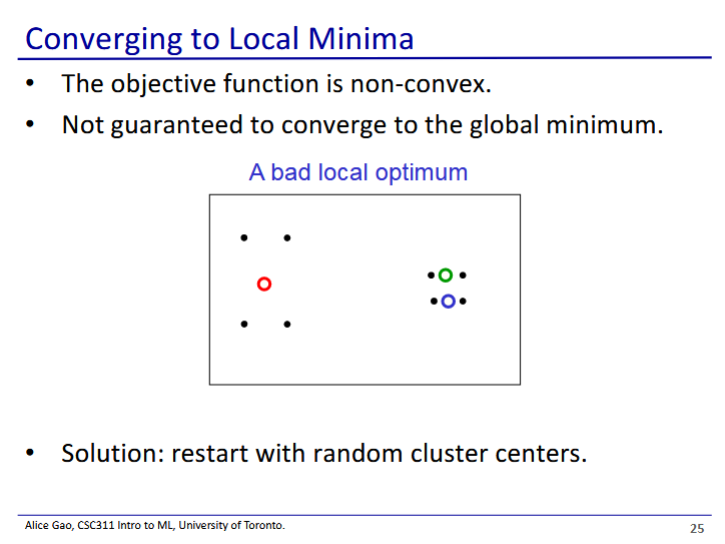 Converging to Local Minima
• The objective function is non-convex.
• Not guaranteed to converge to the global minimum.
A bad local optimum
• Solution: restart with random cluster centers.
Alice Gao, CSC311 Intro to ML, University of Toronto.
25